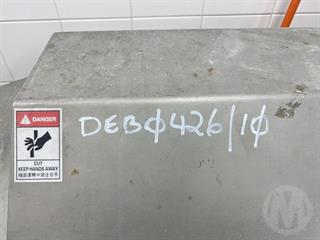 DANGER
CUT
KEEP HANDS AWAY
DEBØ426/1Ø